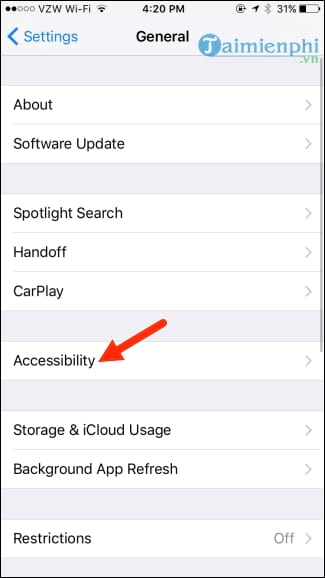 VZW Wi-Fi 4:20 PM 31%
Settings General
Taimienphi
.vn
About
Software Update
Spotlight Search
Handoff
CarPlay
Accessibility
Storage & iCloud Usage
Background App Refresh
Restrictions Off